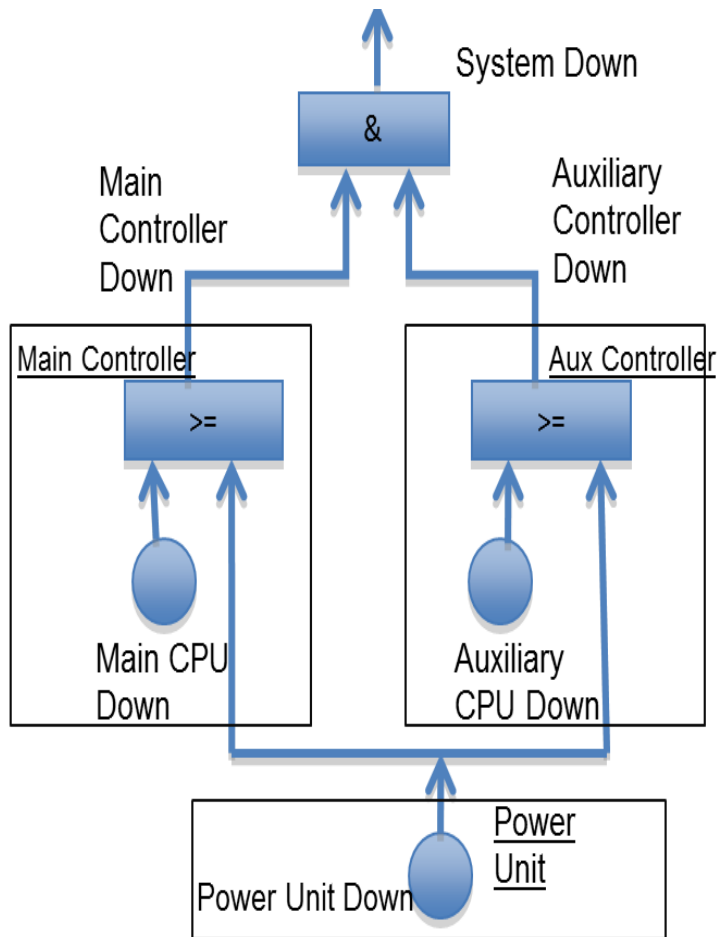 System Down
&
Main
Controller
Down
Auxiliary
Controller
Down
Main Controller
>=
Aux Controller
>=
Main CPU
Down
Auxiliary
CPU Down
Power
Unit
Power Unit Down